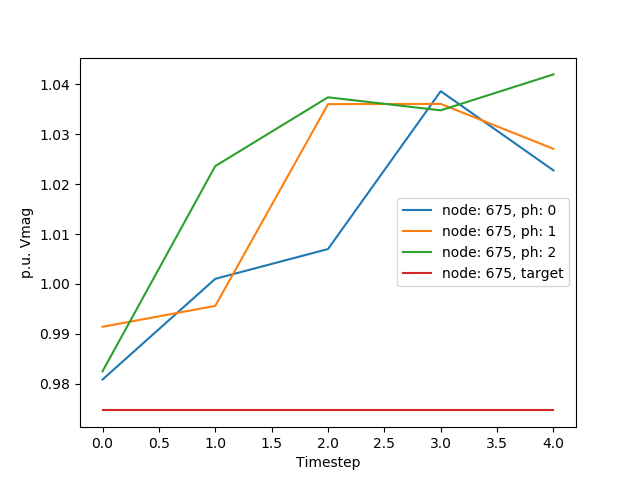 1.04
1.03
1.02
1.01
1.00
0.99
0.98
p.u. Vmag
node: 675, ph: 0
node: 675, ph: 1
node: 675, ph: 2
node: 675, target
0.0 0.5 1.0 1.5 2.0 2.5 3.0 3.5 4.0
Timestep